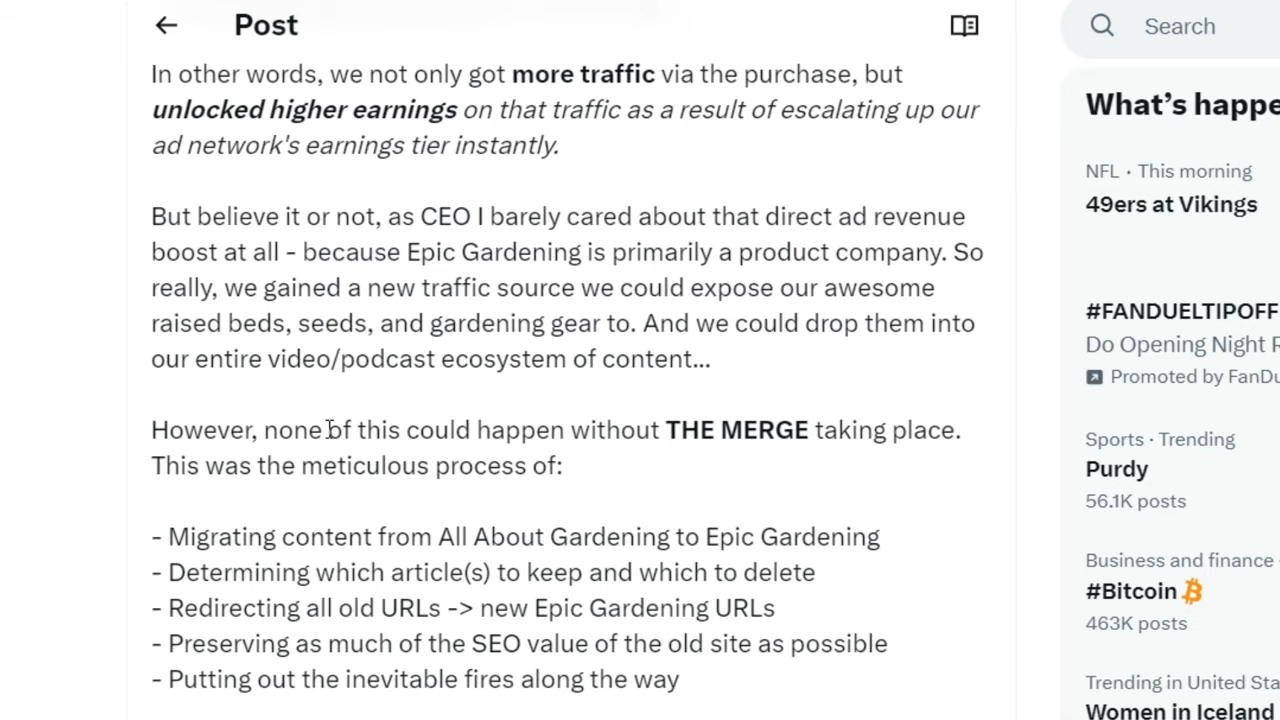 Post
In other words, we not only got more traffic via the purchase, but
unlocked higher earnings on that traffic as a result of escalating up our
ad network's earnings tier instantly.
But believe it or not, as CEO I barely cared about that direct ad revenue
boost at all - because Epic Gardening is primarily a product company. So
really, we gained a new traffic source we could expose our awesome
raised beds, seeds, and gardening gear to. And we could drop them into
our entire video/podcast ecosystem of content...
However, none of this could happen without THE MERGE taking place.
This was the meticulous process of:
- Migrating content from All About Gardening to Epic Gardening
- Determining which article(s) to keep and which to delete
- Redirecting all old URLs -> new Epic Gardening URLs
- Preserving as much of the SEO value of the old site as possible
- Putting out the inevitable fires along the way
Search
What's happe
NFL · This morning
49ers at Vikings
#FANDUELTIPOFF
Do Opening Night R
Promoted by FanDu
Sports · Trending
Purdy
56.1K posts
Business and finance ·
#Bitcoin
463K posts
Trending in United Sta
Women in Iceland